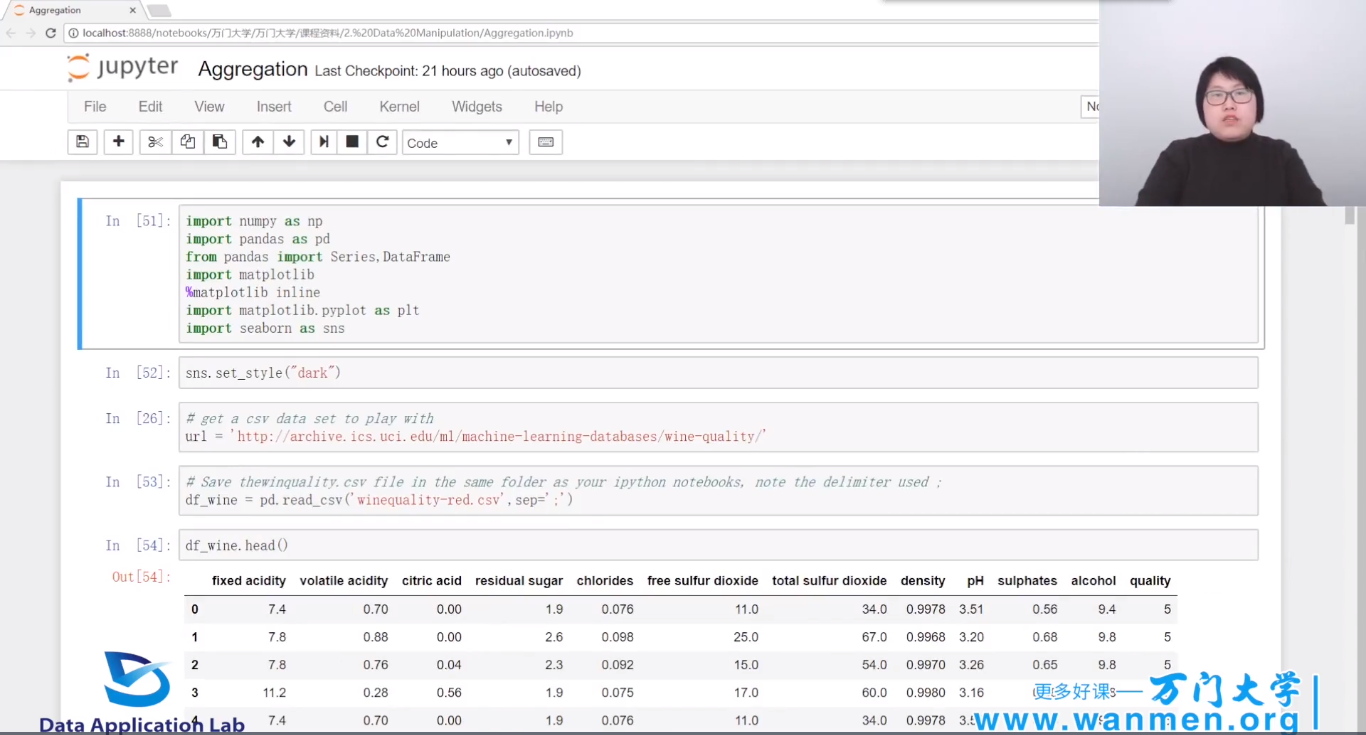 Aggregation
localhost:8888/notebooks/万门大学/万门大学/课程资料/2.%20Data%20Manipulation/Aggregation.ipynb
jupyter Aggregation Last Checkpoint: 21 hours ago (autosaved)
File Edit View Insert Cell Kernel Widgets Help
Code
In [51]: import numpy as np
import pandas as pd
from pandas import Series,DataFrame
import matplotlib
%matplotlib inline
import matplotlib.pyplot as plt
import seaborn as sns
In [52]: sns.set_style("dark")
In [26]: # get a csv data set to play with
url = 'http://archive.ics.uci.edu/ml/machine-learning-databases/wine-quality/'
In [53]: # Save thewinquality.csv file in the same folder as your ipython notebooks, note the delimiter used ;
df_wine = pd.read_csv('winequality-red.csv',sep=';')
In [54]: df_wine.head()
Out[54]:
fixed acidity volatile acidity citric acid residual sugar chlorides free sulfur dioxide total sulfur dioxide density pH sulphates alcohol quality
0 7.4 0.70 0.00 1.9 0.076 11.0 34.0 0.9978 3.51 0.56 9.4 5
1 7.8 0.88 0.00 2.6 0.098 25.0 67.0 0.9968 3.20 0.68 9.8 5
2 7.8 0.76 0.04 2.3 0.092 15.0 54.0 0.9970 3.26 0.65 9.8 5
3 11.2 0.28 0.56 1.9 0.075 17.0 60.0 0.9980 3.16
4 7.4 0.70 0.00 1.9 0.076 11.0 34.0 0.9978
更多好课——万门大学
www.wanmen.org
Data Application Lab